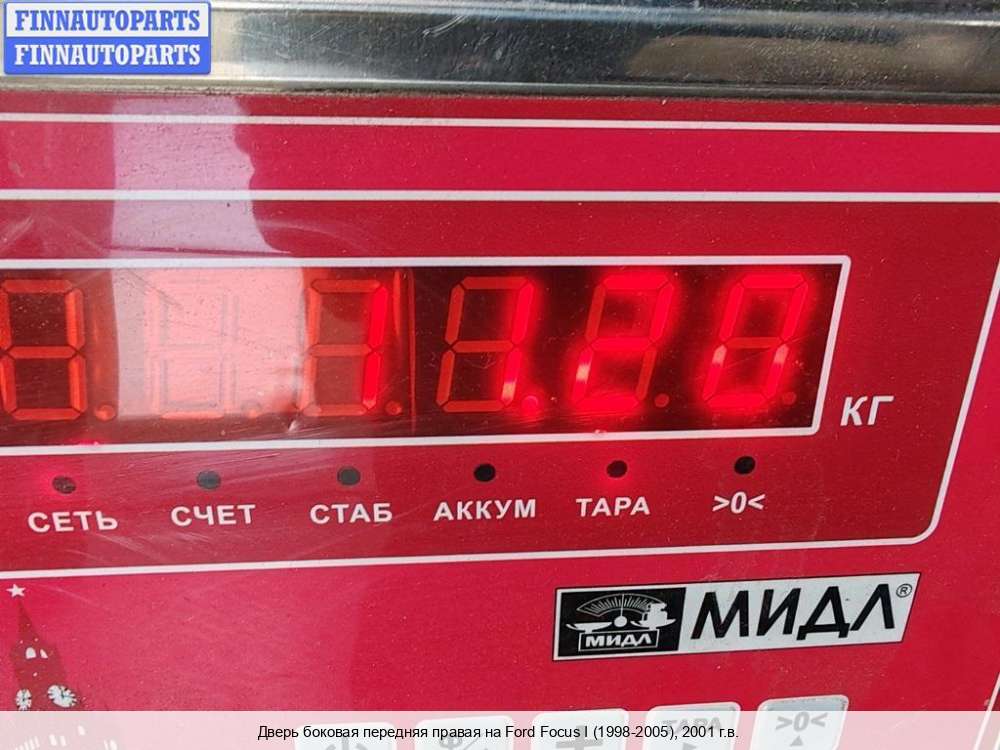 FINNAUTOPARTS
FINNAUTOPARTS
КГ
СЕТЬ СЧЕТ СТАБ АККУМ ТАРА >0<
МИДЛ МИДЛ®
ТАРА >0<
Дверь боковая передняя правая на Ford Focus I (1998-2005), 2001 г.в.